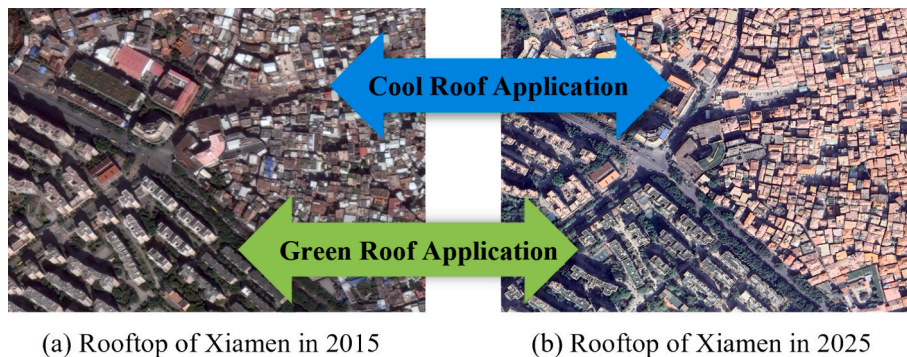 Cool Roof Application
Green Roof Application
(a) Rooftop of Xiamen in 2015
(b) Rooftop of Xiamen in 2025